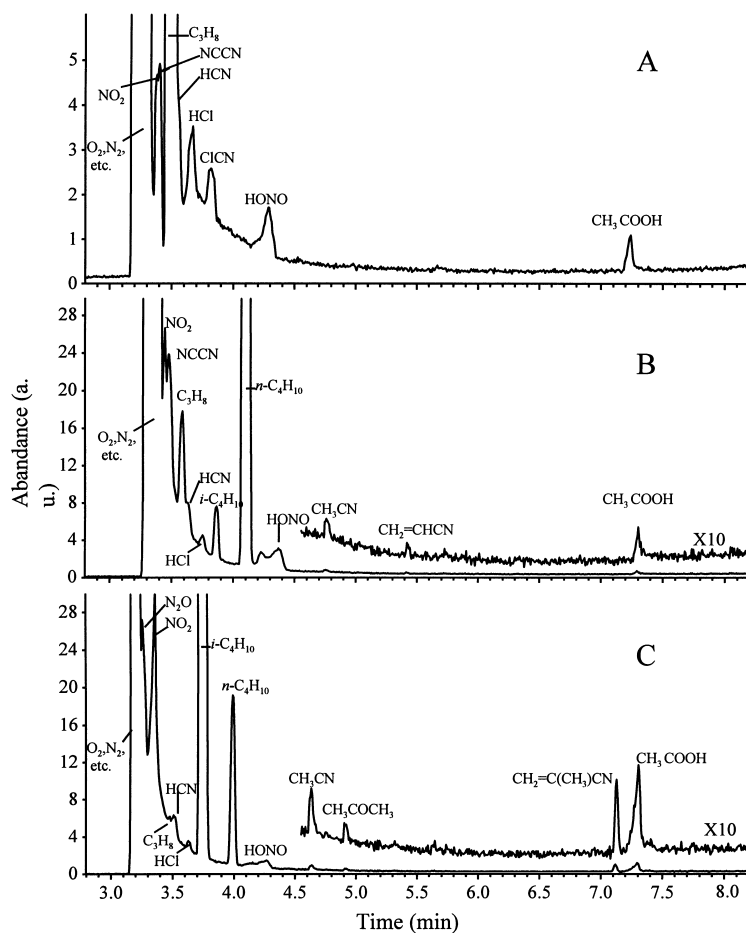 A
C₃H₈
NCCN
HCN
NO₂
HCl
O₂,N₂,
etc.
ClCN
HONO
CH₃COOH
5
4
3
2
1
0
B
NO₂
NCCN
C₃H₈
n-C₄H₁₀
O₂,N₂,
etc.
HCN
i-C₄H₁₀
HCl
HONO
CH₃CN
CH₂=CHCN
CH₃COOH
X10
28
24
20
16
12
8
4
0
Abandance (a.
u.)
C
N₂O
NO₂
i-C₄H₁₀
n-C₄H₁₀
O₂,N₂,
etc.
HCN
C₃H₈
HCl
HONO
CH₃CN
CH₃COCH₃
CH₂=C(CH₃)CN
CH₃COOH
X10
28
24
20
16
12
8
4
0
3.0 3.5 4.0 4.5 5.0 5.5 6.0 6.5 7.0 7.5 8.0
Time (min)